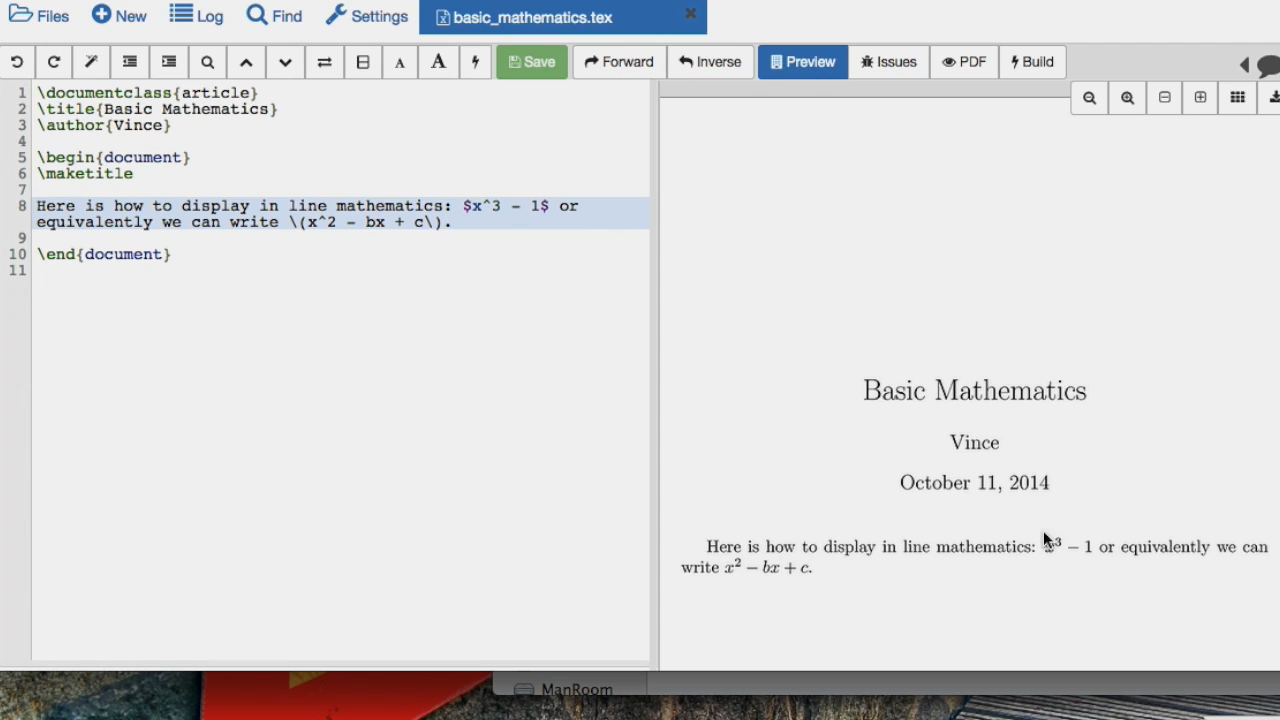 Files New Log Find Settings basic_mathematics.tex
A A Save Forward Inverse Preview Issues PDF Build
1 \documentclass{article}
2 \title{Basic Mathematics}
3 \author{Vince}
4
5 \begin{document}
6 \maketitle
7
8 Here is how to display in line mathematics: $x^3 - 1$ or
equivalently we can write \(x^2 - bx + c\).
9
10 \end{document}
11
Basic Mathematics
Vince
October 11, 2014
Here is how to display in line mathematics: x³ − 1 or equivalently we can
write x² − bx + c.
ManRoom